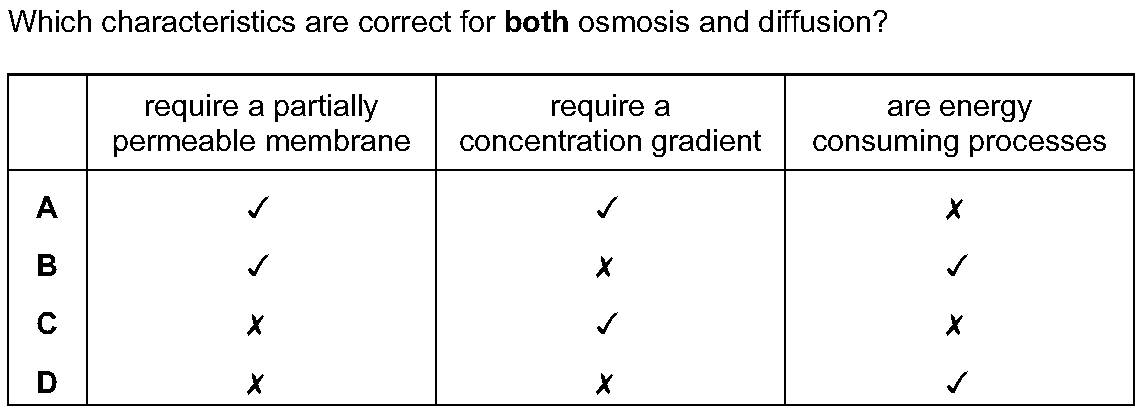 Which characteristics are correct for both osmosis and diffusion?
require a partially permeable membrane | require a concentration gradient | are energy consuming processes
A ✓ ✓ ✗
B ✓ ✗ ✓
C ✗ ✓ ✗
D ✗ ✗ ✓